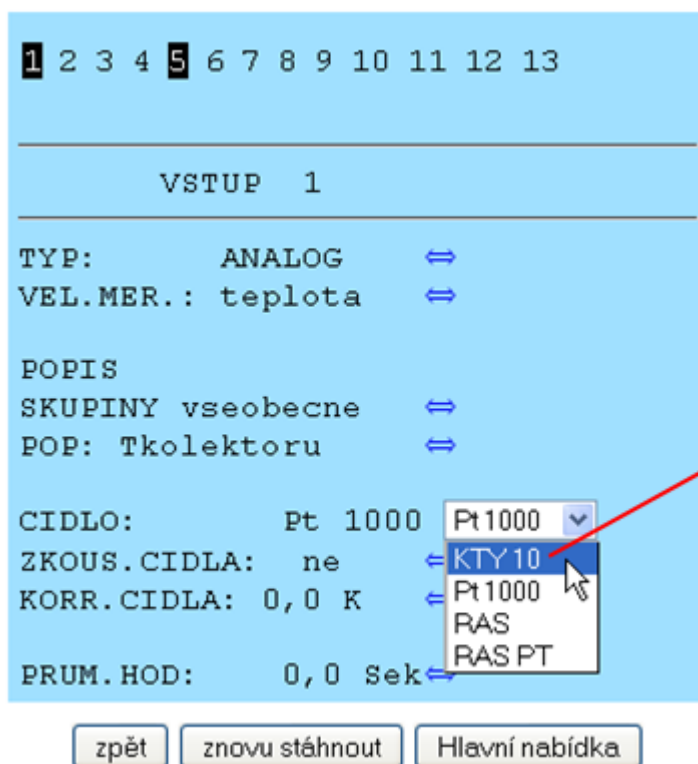 1 2 3 4 5 6 7 8 9 10 11 12 13
VSTUP 1
TYP: ANALOG ⇔
VEL.MER.: teplota ⇔
POPIS
SKUPINY vseobecne ⇔
POP: Tkolektoru ⇔
CIDLO: Pt 1000 Pt1000
ZKOUS.CIDLA: ne ⇔ KTY 10
KORR.CIDLA: 0,0 K ⇔ Pt1000
RAS
RAS PT
PRUM.HOD: 0,0 Sek⇔
zpět znovu stáhnout Hlavní nabídka